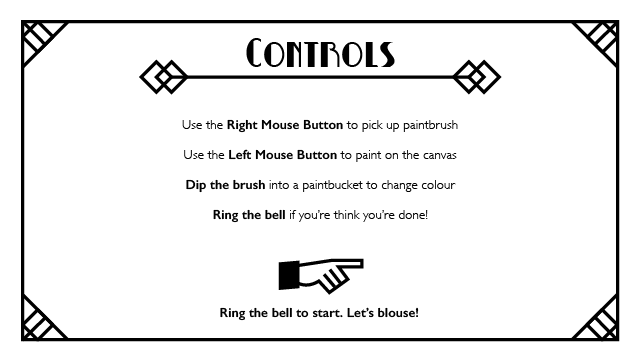 Controls
Use the Right Mouse Button to pick up paintbrush
Use the Left Mouse Button to paint on the canvas
Dip the brush into a paintbucket to change colour
Ring the bell if you're think you're done!
Ring the bell to start. Let's blouse!